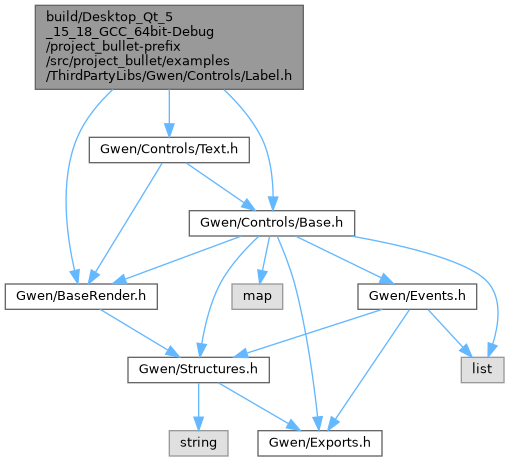 build/Desktop_Qt_5
_15_18_GCC_64bit-Debug
/project_bullet-prefix
/src/project_bullet/examples
/ThirdPartyLibs/Gwen/Controls/Label.h
Gwen/Controls/Text.h
Gwen/Controls/Base.h
Gwen/BaseRender.h
map
Gwen/Events.h
Gwen/Structures.h
list
string
Gwen/Exports.h